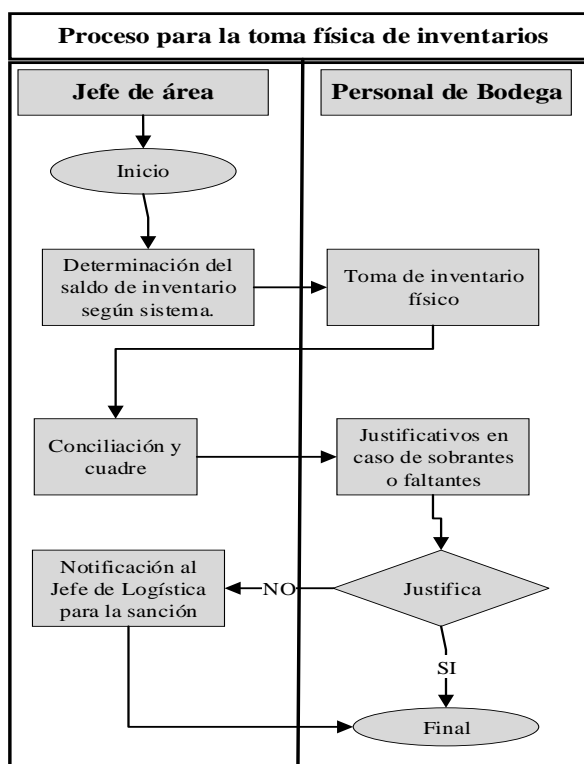 Proceso para la toma física de inventarios
Jefe de área
Personal de Bodega
Inicio
Determinación del
saldo de inventario
según sistema.
Toma de inventario
físico
Conciliación y
cuadre
Justificativos en
caso de sobrantes
o faltantes
Notificación al
Jefe de Logística
para la sanción
NO
Justifica
SI
Final